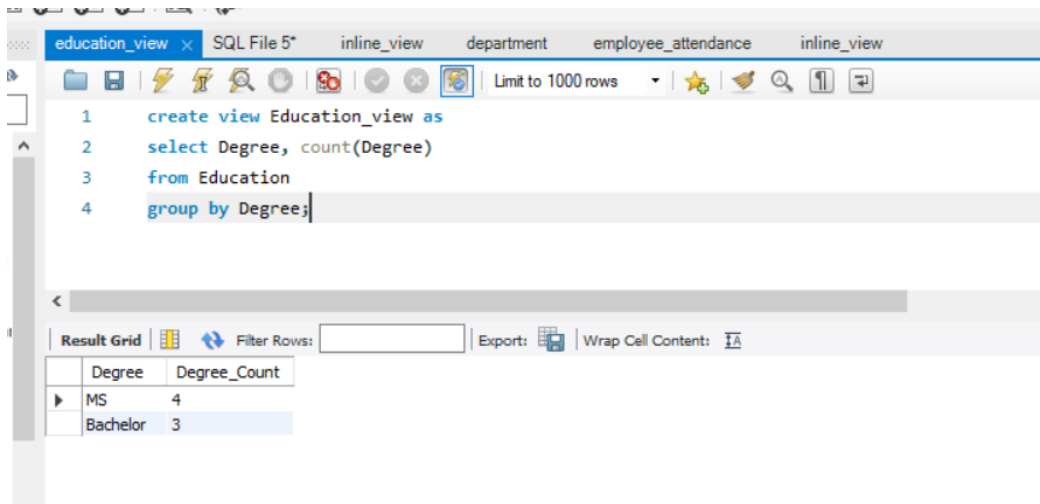 education_view SQL File 5* inline_view department employee_attendance inline_view
Limit to 1000 rows
1 create view Education_view as
2 select Degree, count(Degree)
3 from Education
4 group by Degree;
Result Grid Filter Rows: Export: Wrap Cell Content:
Degree Degree_Count
MS 4
Bachelor 3